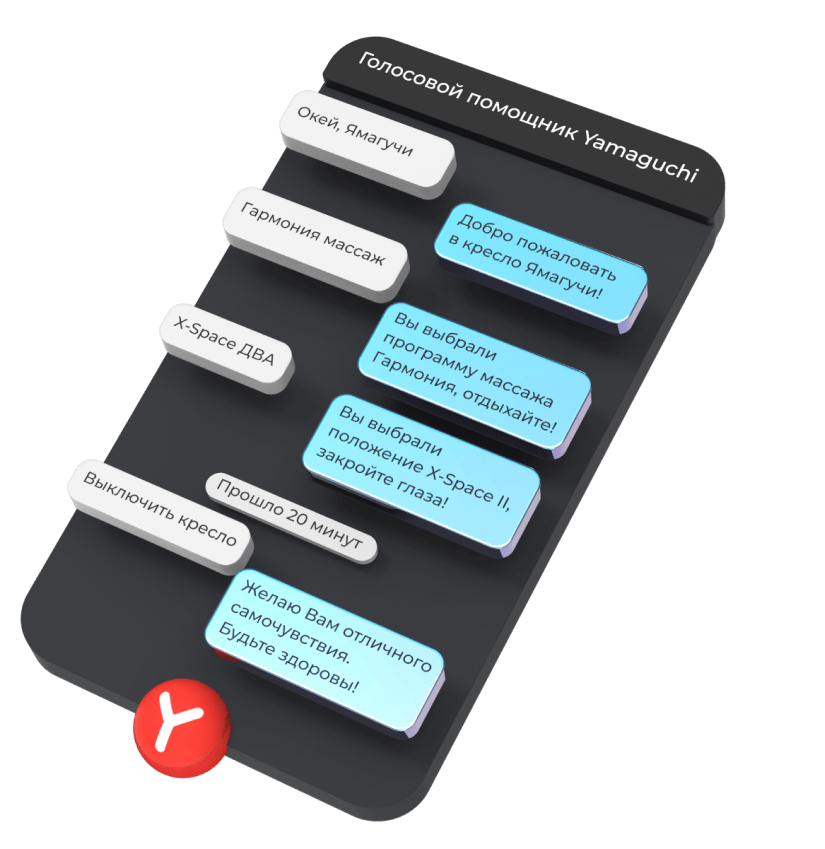 Голосовой помощник Yamaguchi
Окей, Ямагучи
Добро пожаловать
в кресло Ямагучи!
Гармония массаж
Вы выбрали
программу массажа
Гармония, отдыхайте!
X-Space ДВА
Вы выбрали
положение X-Space II,
закройте глаза!
Прошло 20 минут
Выключить кресло
Желаю Вам отличного
самочувствия.
Будьте здоровы!
Y